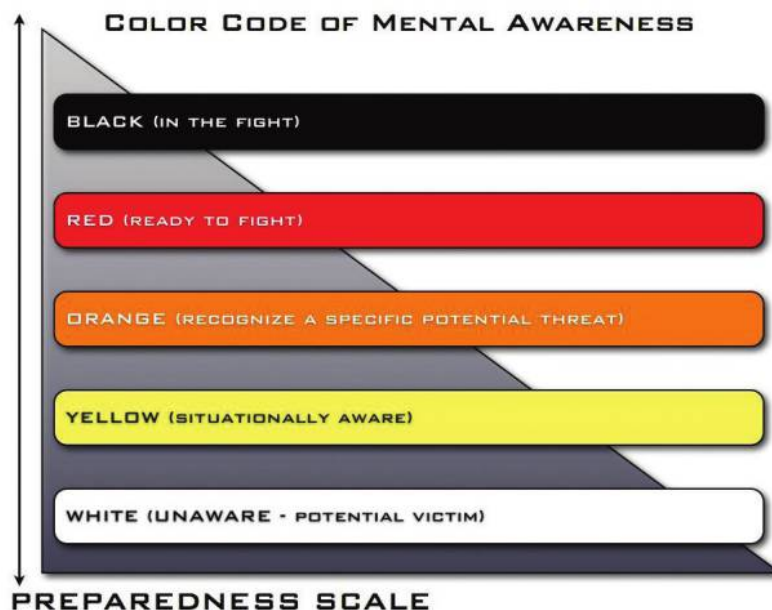 COLOR CODE OF MENTAL AWARENESS
BLACK (IN THE FIGHT)
RED (READY TO FIGHT)
ORANGE (RECOGNIZE A SPECIFIC POTENTIAL THREAT)
YELLOW (SITUATIONALLY AWARE)
WHITE (UNAWARE - POTENTIAL VICTIM)
PREPAREDNESS SCALE